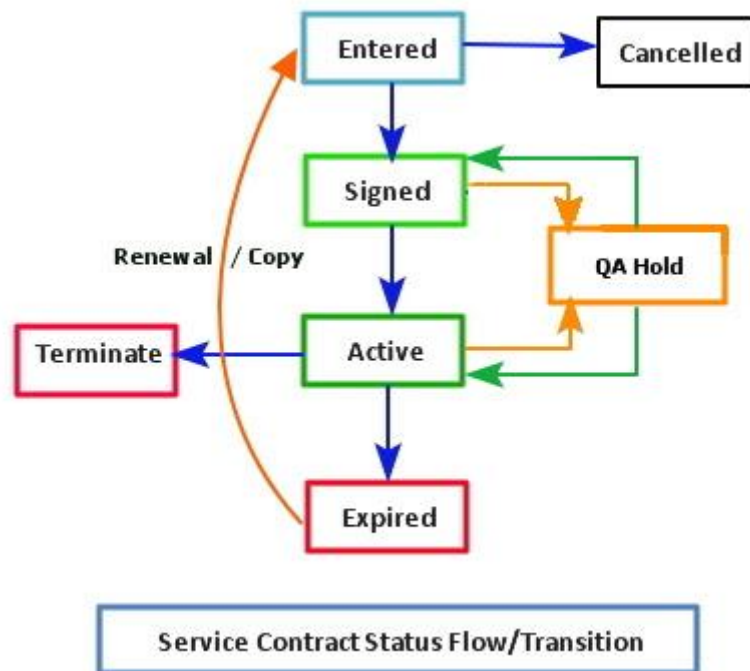 Entered
Cancelled
Signed
Renewal / Copy
QA Hold
Terminate
Active
Expired
Service Contract Status Flow/Transition